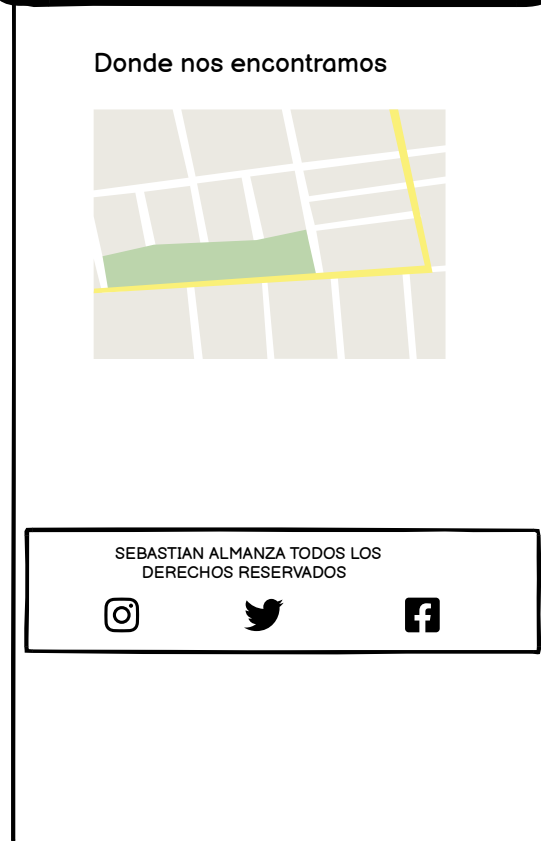 Donde nos encontramos
SEBASTIAN ALMANZA TODOS LOS
DERECHOS RESERVADOS